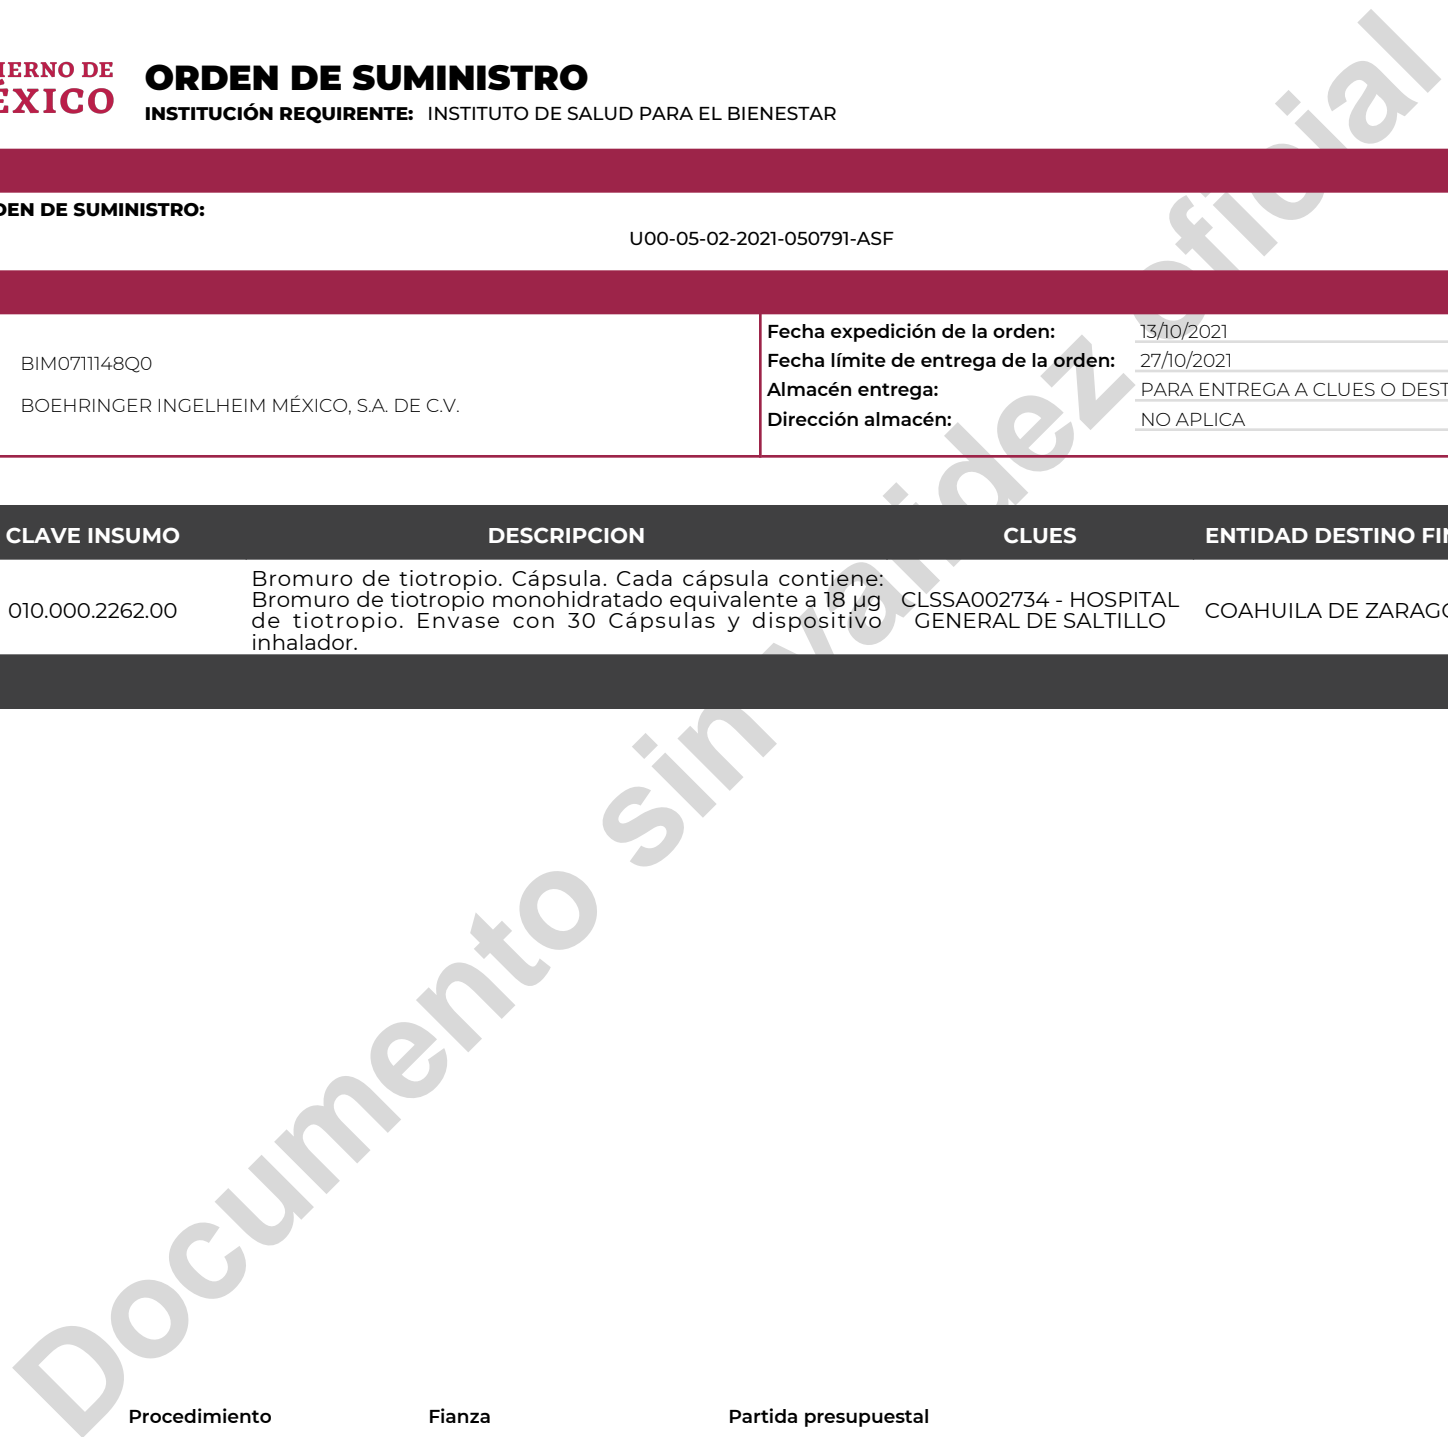 IERNO DE
ÉXICO
ORDEN DE SUMINISTRO
INSTITUCIÓN REQUIRENTE: INSTITUTO DE SALUD PARA EL BIENESTAR
DEN DE SUMINISTRO:
U00-05-02-2021-050791-ASF
BIM0711148Q0
BOEHRINGER INGELHEIM MÉXICO, S.A. DE C.V.
Fecha expedición de la orden: 13/10/2021
Fecha límite de entrega de la orden: 27/10/2021
Almacén entrega: PARA ENTREGA A CLUES O DEST
Dirección almacén: NO APLICA
CLAVE INSUMO DESCRIPCION CLUES ENTIDAD DESTINO FIN
010.000.2262.00
Bromuro de tiotropio. Cápsula. Cada cápsula contiene:
Bromuro de tiotropio monohidratado equivalente a 18 µg
de tiotropio. Envase con 30 Cápsulas y dispositivo
inhalador.
CLSSA002734 - HOSPITAL
GENERAL DE SALTILLO
COAHUILA DE ZARAGO
Documento sin validez oficial
Procedimiento Fianza Partida presupuestal